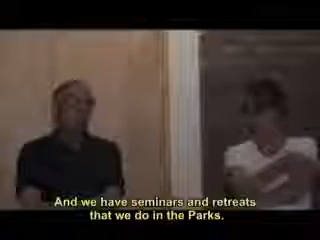 And we have seminars and retreats
that we do in the Parks.